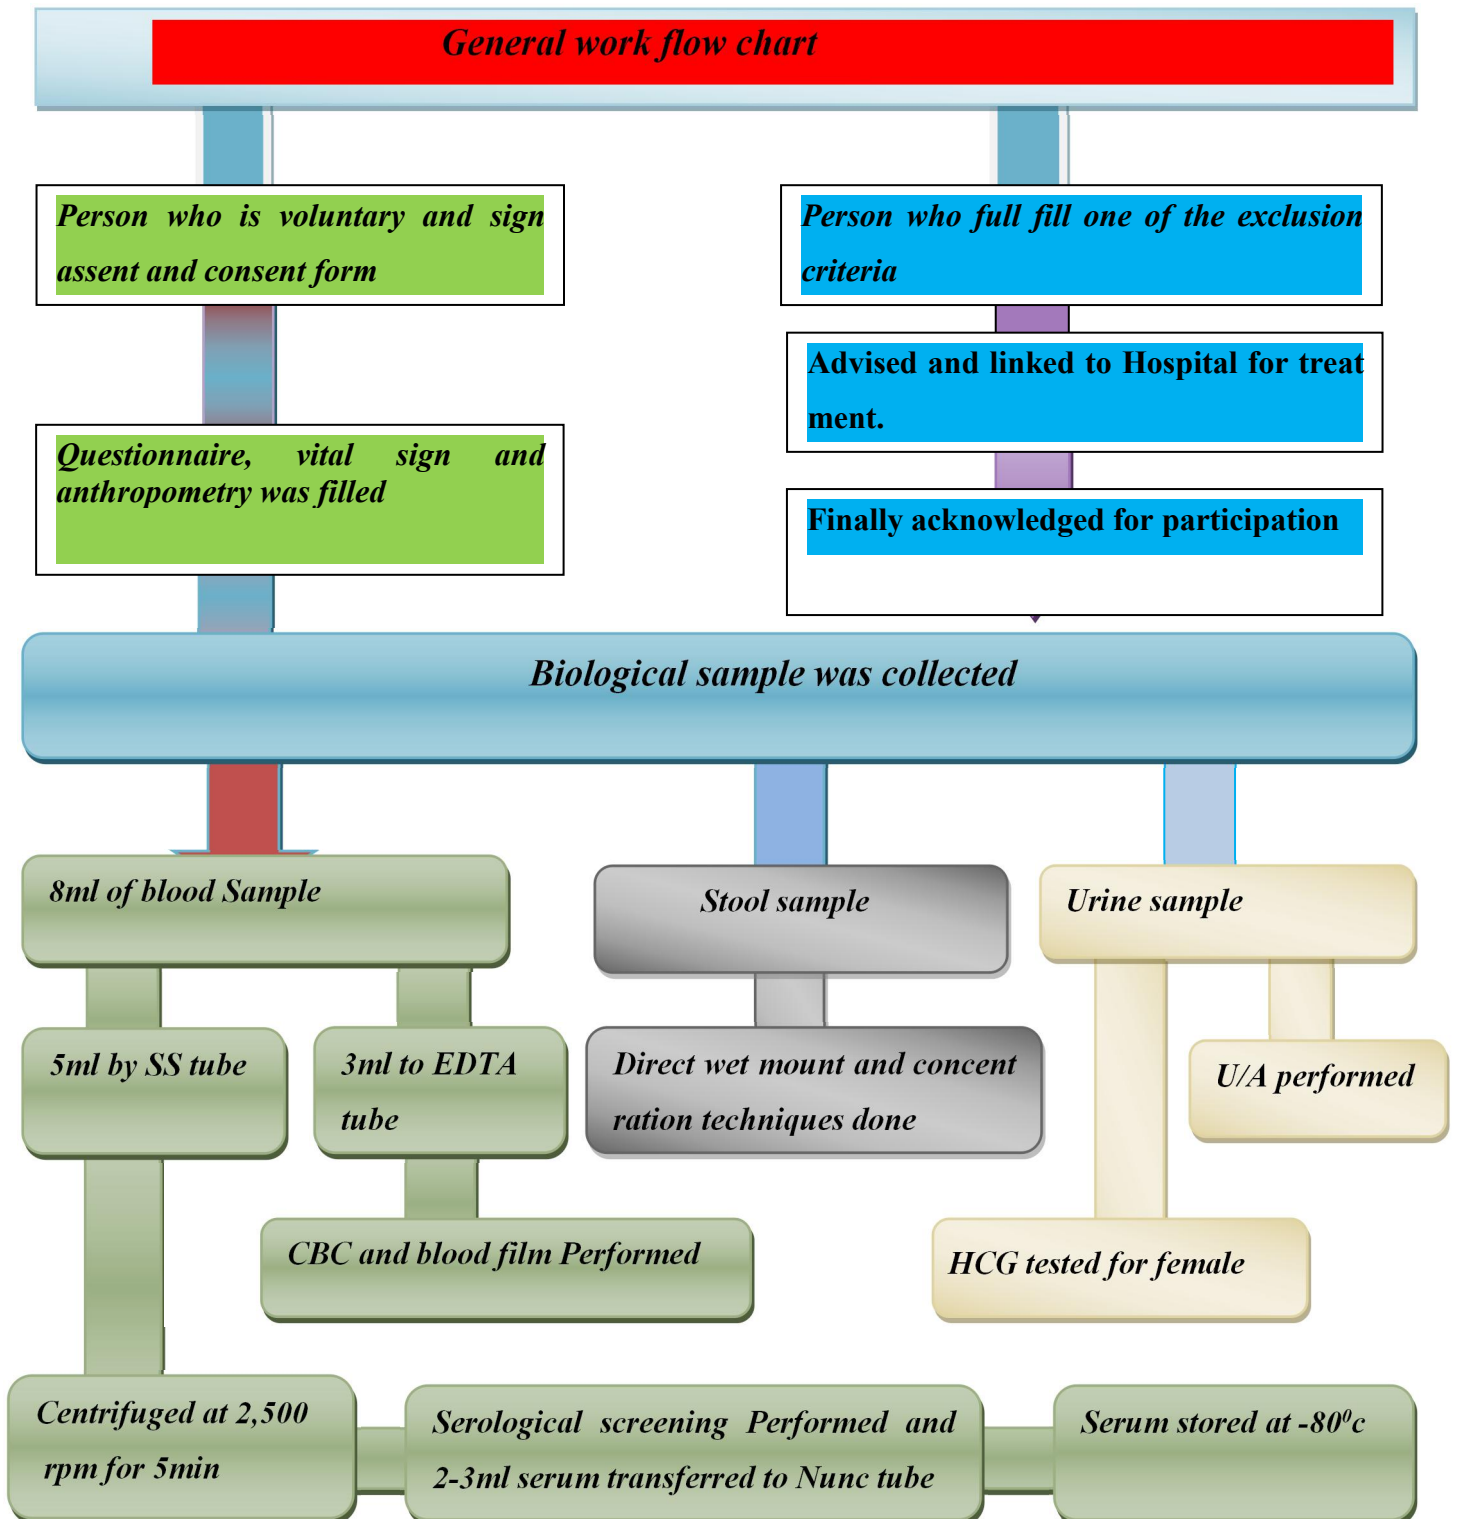 General work flow chart
Person who is voluntary and sign
assent and consent form
Person who full fill one of the exclusion
criteria
Advised and linked to Hospital for treat
ment.
Questionnaire, vital sign and
anthropometry was filled
Finally acknowledged for participation
Biological sample was collected
8ml of blood Sample
Stool sample
Urine sample
5ml by SS tube
3ml to EDTA
tube
Direct wet mount and concent
ration techniques done
U/A performed
CBC and blood film Performed
HCG tested for female
Centrifuged at 2,500
rpm for 5min
Serological screening Performed and
2-3ml serum transferred to Nunc tube
Serum stored at -80⁰c